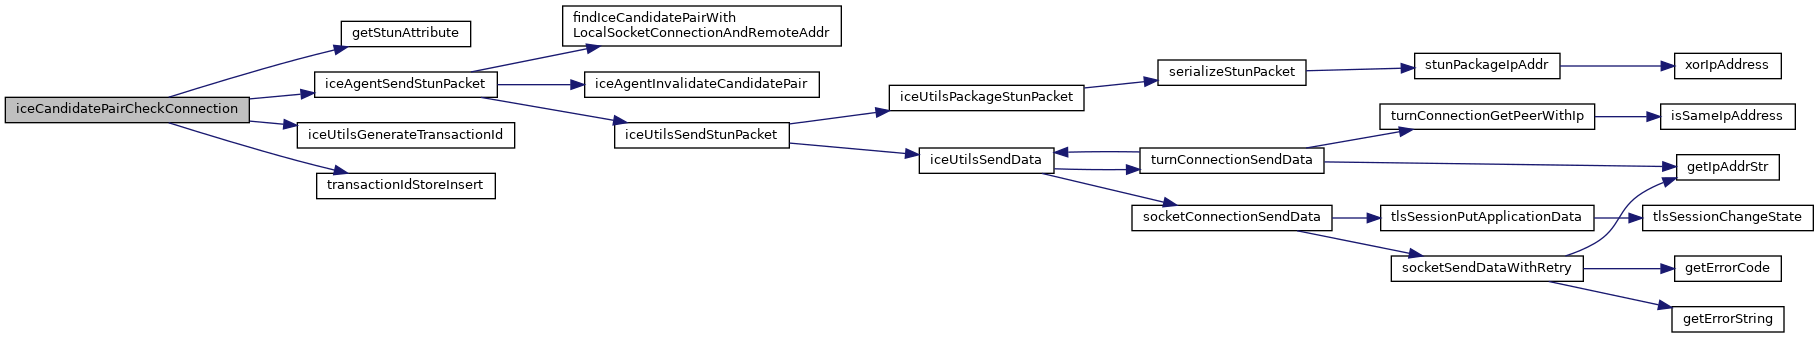 iceCandidatePairCheckConnection
getStunAttribute
iceAgentSendStunPacket
iceUtilsGenerateTransactionId
transactionIdStoreInsert
findIceCandidatePairWith
LocalSocketConnectionAndRemoteAddr
iceAgentInvalidateCandidatePair
iceUtilsSendStunPacket
iceUtilsPackageStunPacket
iceUtilsSendData
serializeStunPacket
turnConnectionSendData
socketConnectionSendData
stunPackageIpAddr
turnConnectionGetPeerWithIp
tlsSessionPutApplicationData
socketSendDataWithRetry
xorIpAddress
isSameIpAddress
getIpAddrStr
tlsSessionChangeState
getErrorCode
getErrorString